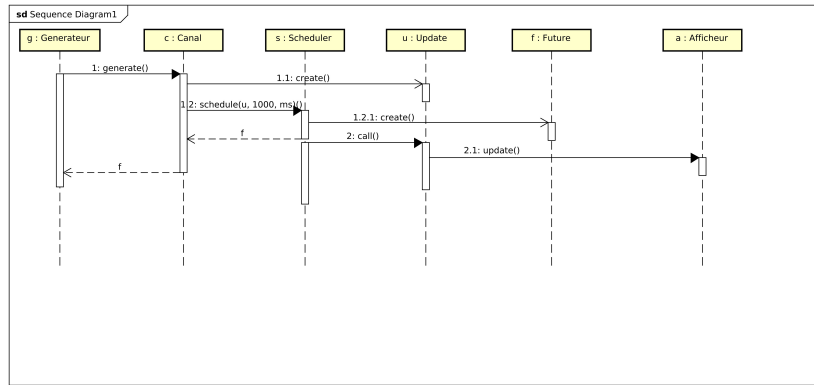 sd Sequence Diagram1
g : Generateur
c : Canal
s : Scheduler
u : Update
f : Future
a : Afficheur
1: generate()
1.1: create()
1.2: schedule(u, 1000, ms)()
1.2.1: create()
f
2: call()
2.1: update()
f